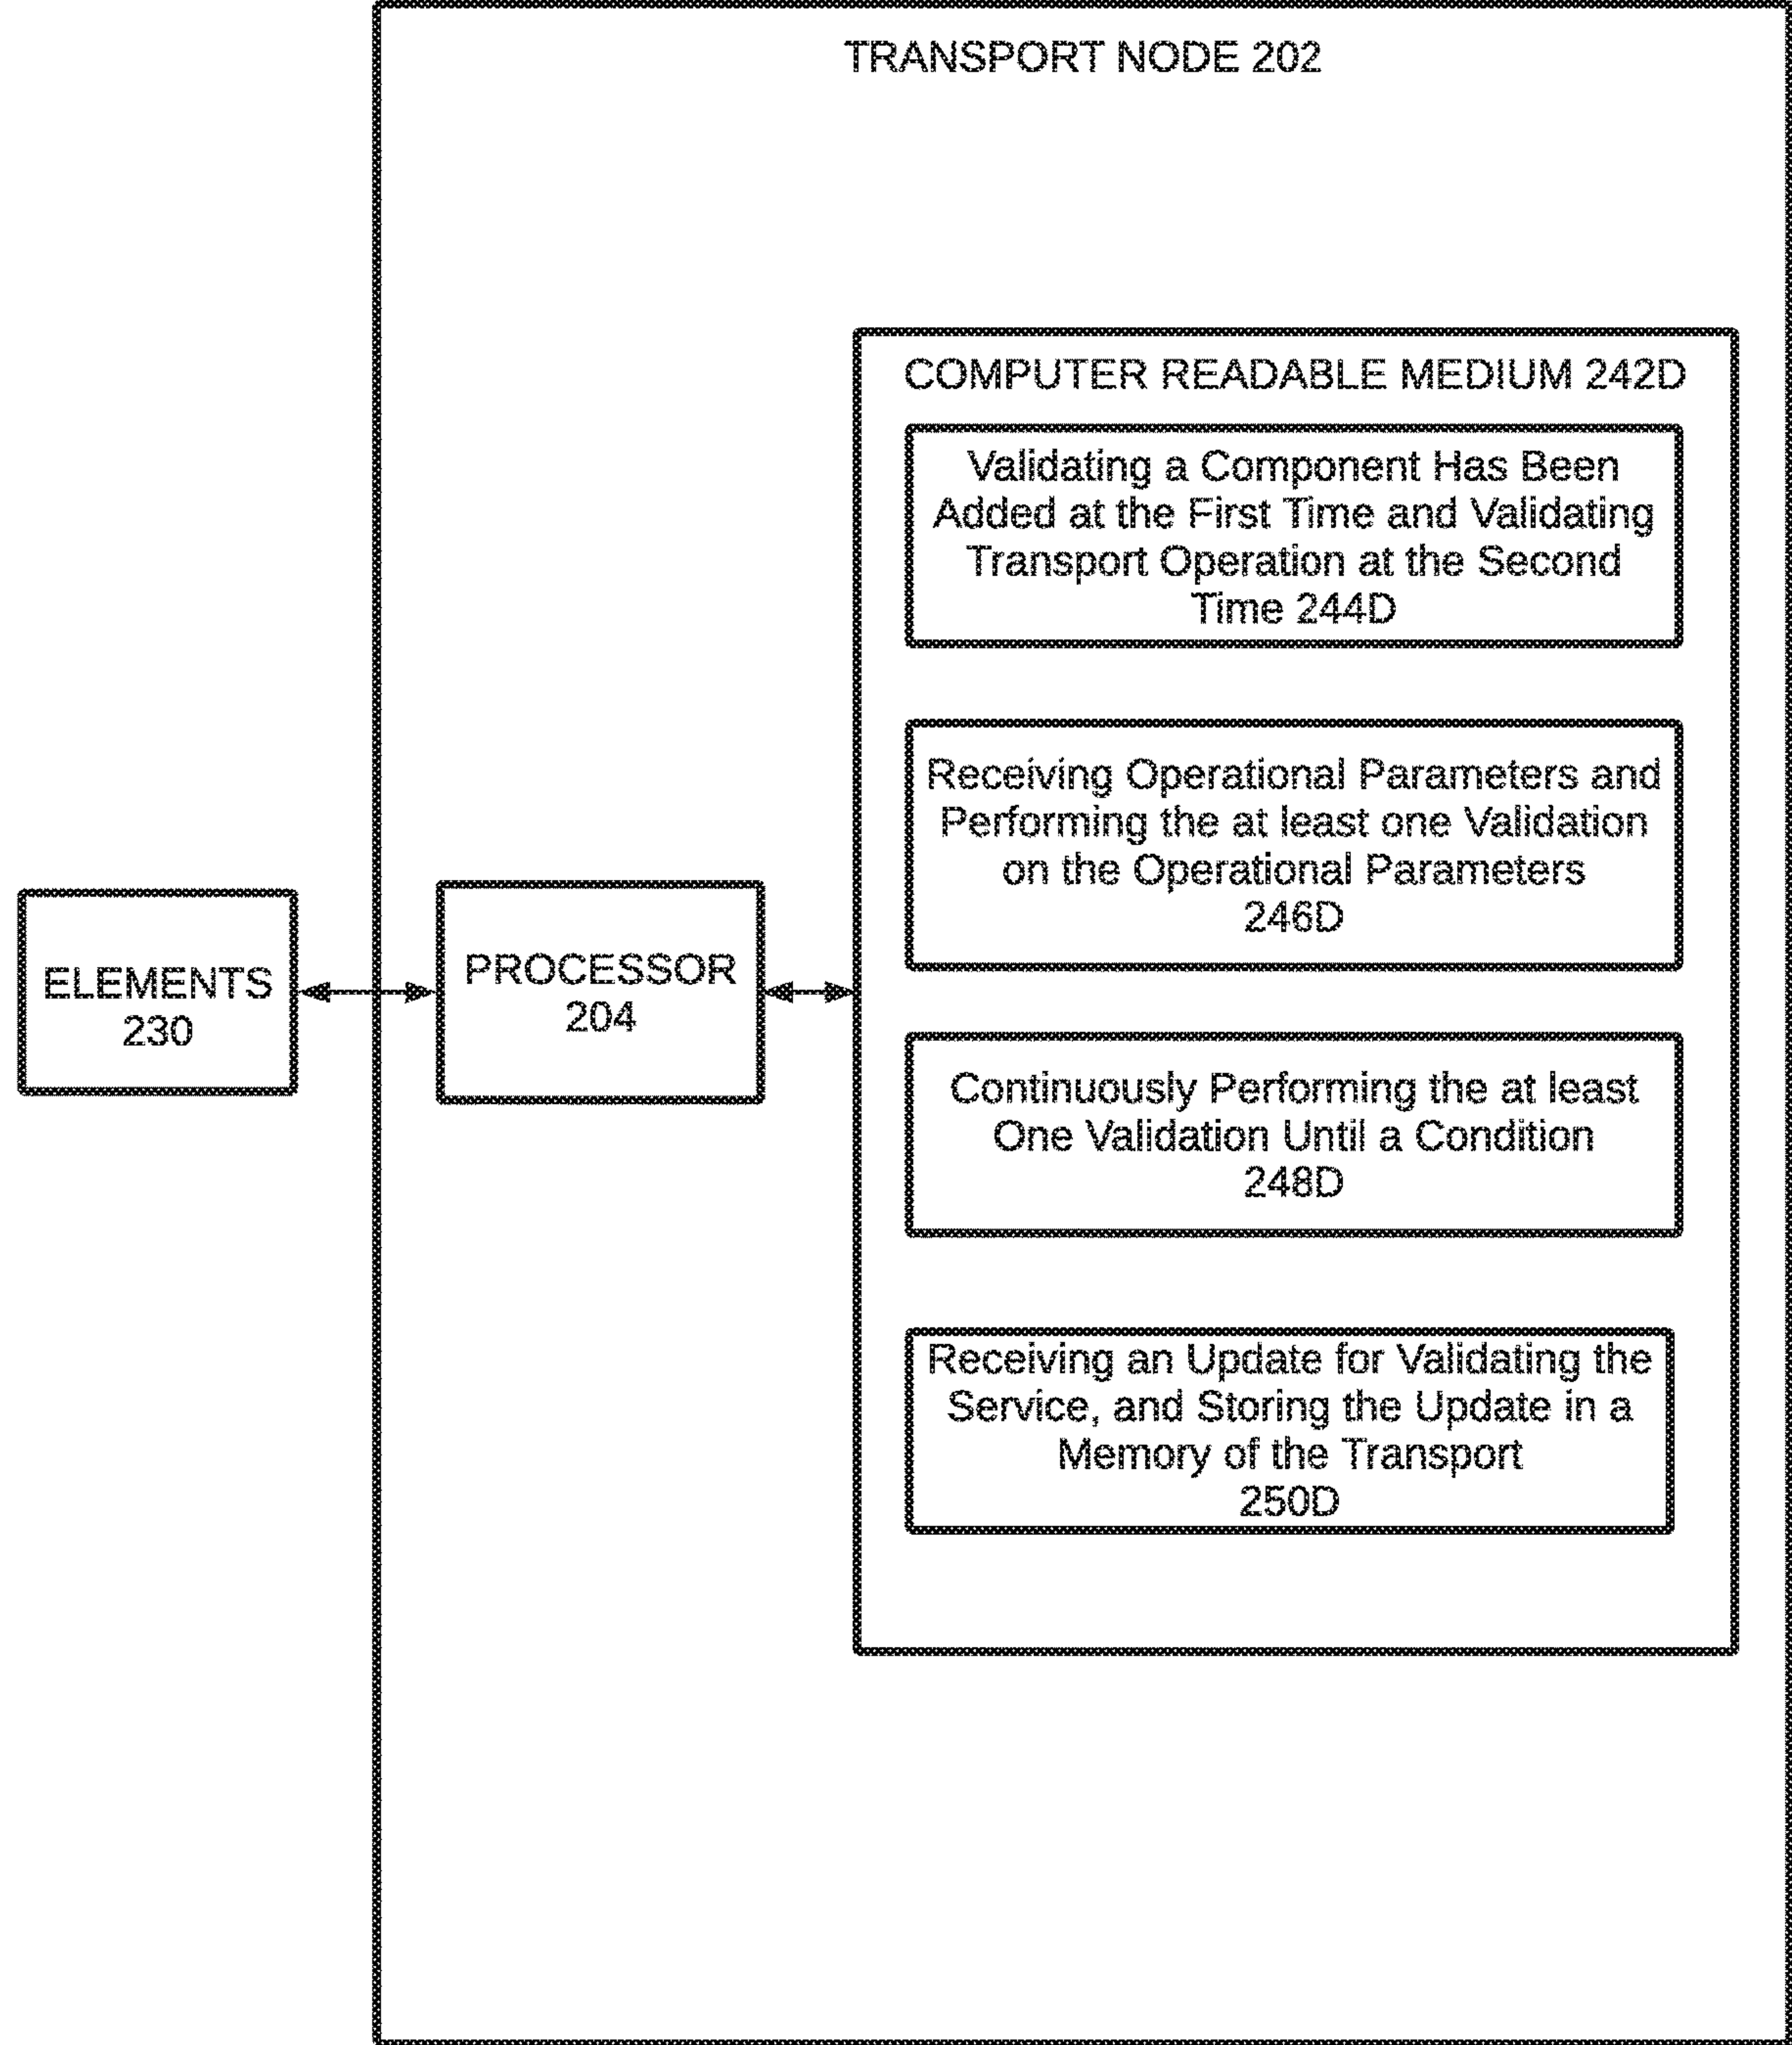 TRANSPORT NODE 202
COMPUTER READABLE MEDIUM 242D
Validating a Component Has Been
Added at the First Time and Validating
Transport Operation at the Second
Time 244D
Receiving Operational Parameters and
Performing the at least one Validation
on the Operational Parameters
246D
ELEMENTS
230
PROCESSOR
204
Continuously Performing the at least
One Validation Until a Condition
248D
Receiving an Update for Validating the
Service, and Storing the Update in a
Memory of the Transport
250D